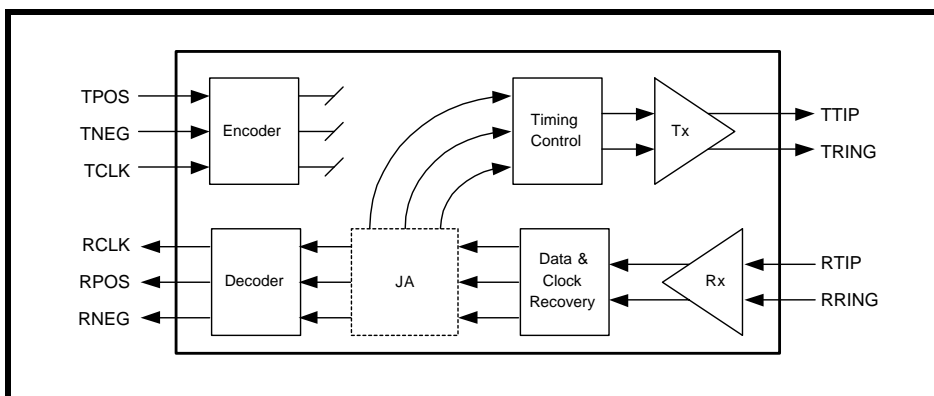 TPOS
TNEG
TCLK
Encoder
Timing
Control
Tx
TTIP
TRING
RCLK
RPOS
RNEG
Decoder
JA
Data &
Clock
Recovery
Rx
RTIP
RRING